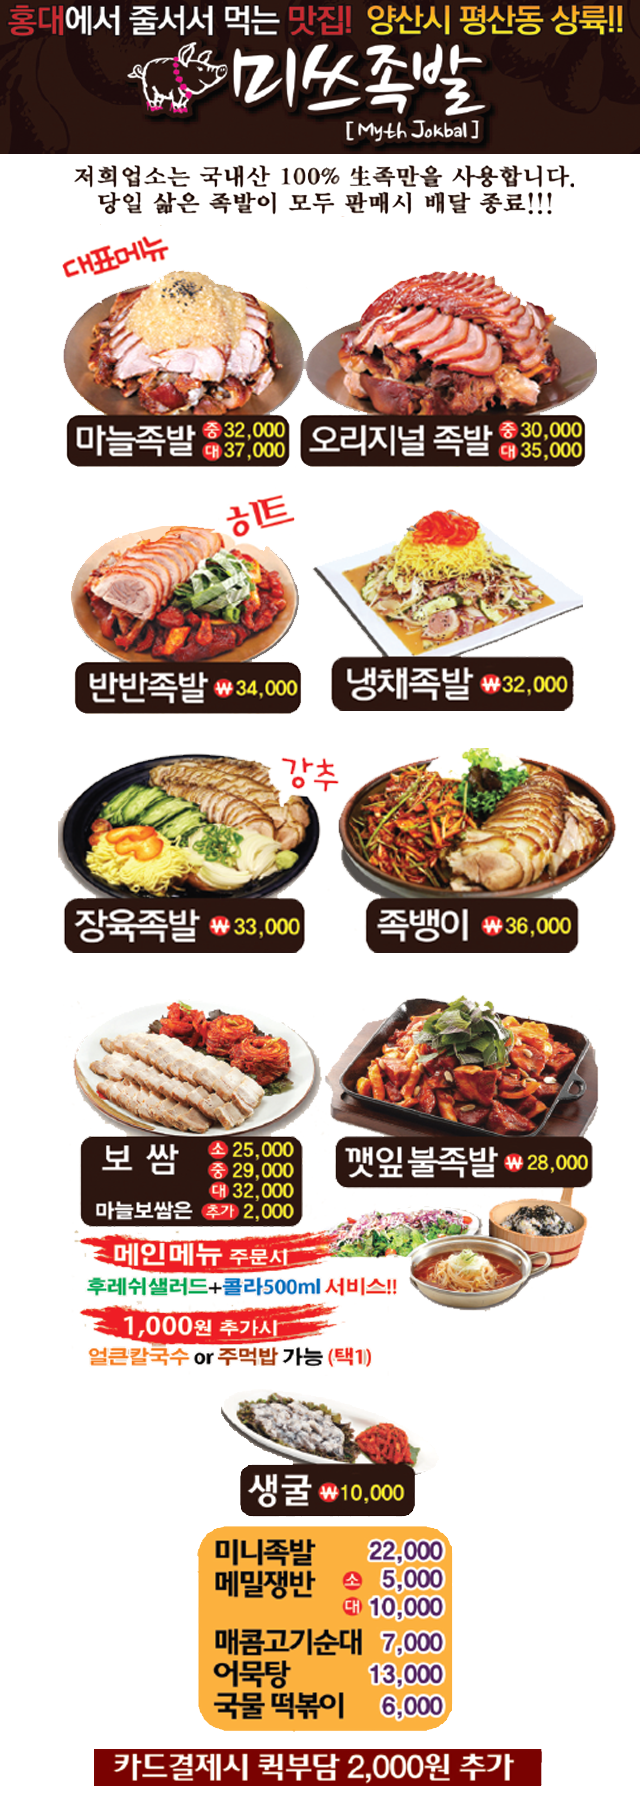 홍대에서 줄서서 먹는 맛집! 양산시 평산동 상륙!!
미쓰족발
[Myth Jokbal]
저희업소는 국내산 100% 生족만을 사용합니다.
당일 삶은 족발이 모두 판매시 배달 종료!!!
대표메뉴
마늘족발 중 32,000
대 37,000
오리지널 족발 중 30,000
대 35,000
히트
반반족발 ₩34,000
냉채족발 ₩32,000
강추
장육족발 ₩33,000
족뱅이 ₩36,000
보쌈 소 25,000
중 29,000
대 32,000
마늘보쌈은 추가 2,000
깻잎불족발 ₩28,000
메인메뉴 주문시
후레쉬샐러드+콜라500ml 서비스!!
1,000원 추가시
얼큰칼국수 or 주먹밥 가능 (택1)
생굴 ₩10,000
미니족발 22,000
메밀쟁반 소 5,000
대 10,000
매콤고기순대 7,000
어묵탕 13,000
국물 떡볶이 6,000
카드결제시 퀵부담 2,000원 추가